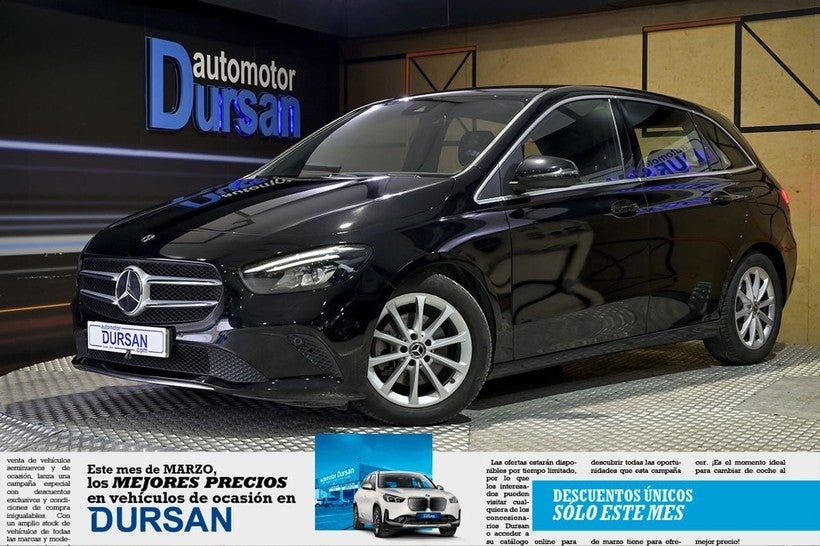 automotor
DURSAN
automotor
DURSAN
.com
venta de vehículos
seminuevos y de
ocasión, lanza una
campaña especial
con descuentos
exclusivos y condi-
ciones de compra
inigualables. Con
un amplio stock de
vehículos de todas
las marcas y mode-
Este mes de MARZO,
los MEJORES PRECIOS
en vehículos de ocasión en
DURSAN
automotor Dursan
Las ofertas estarán dispo-
nibles por tiempo limitado,
por lo que
los interesa-
dos pueden
visitar cual-
quiera de los
concesiona-
rios Dursan
o acceder a
su catálogo online para
descubrir todas las oportu-
nidades que esta campaña
de marzo tiene para ofre-
cer. ¡Es el momento ideal
para cambiar de coche al
mejor precio!
DESCUENTOS ÚNICOS
SÓLO ESTE MES